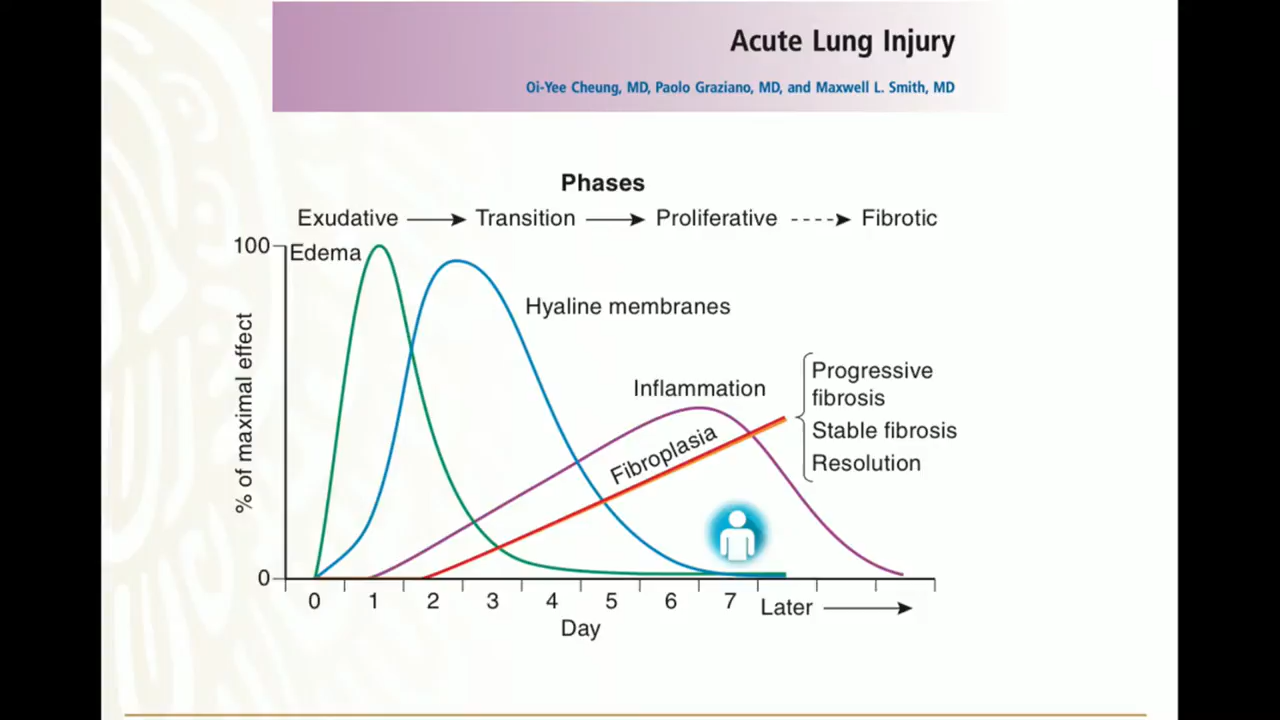 Acute Lung Injury
Oi-Yee Cheung, MD, Paolo Graziano, MD, and Maxwell L. Smith, MD
Phases
Exudative Transition Proliferative Fibrotic
100
Edema
Hyaline membranes
% of maximal effect
Inflammation
Fibroplasia
Progressive
fibrosis
Stable fibrosis
Resolution
0
0 1 2 3 4 5 6 7 Later
Day